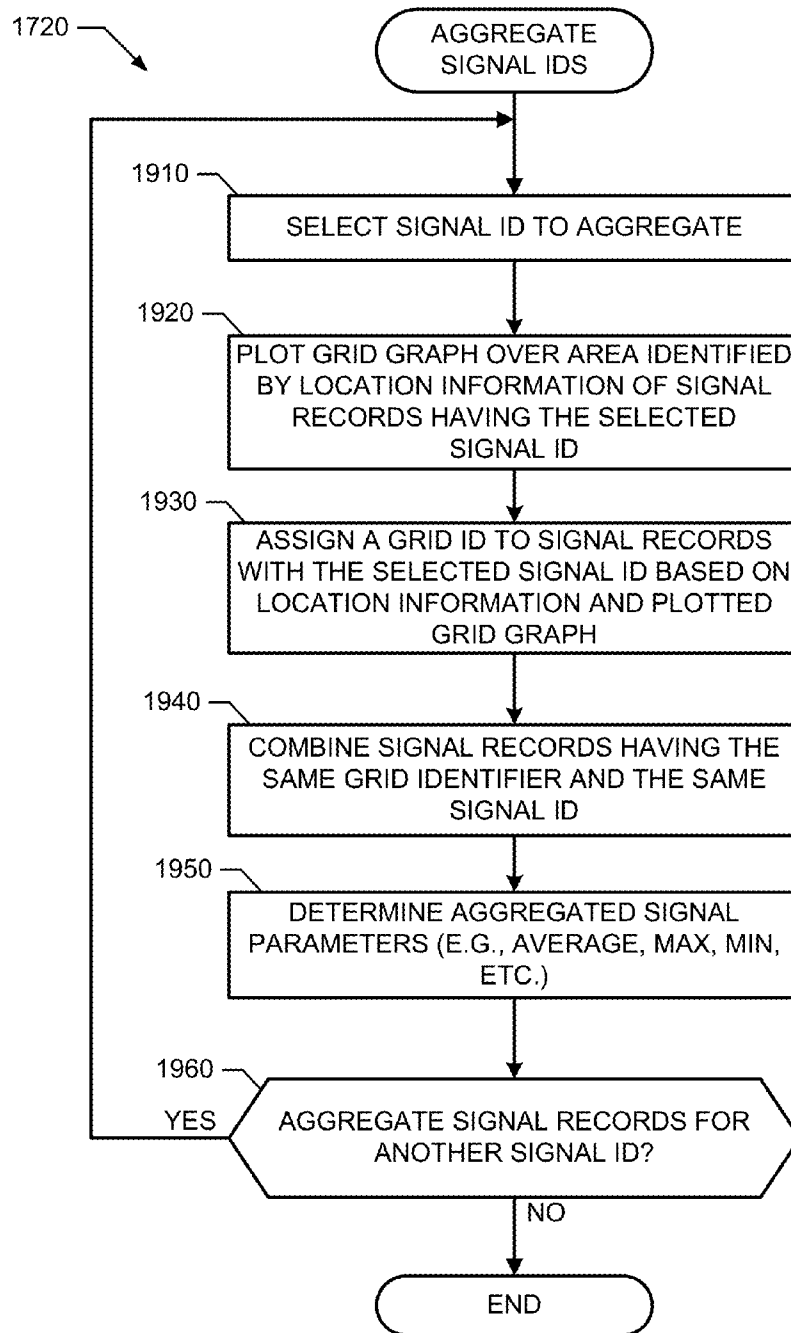 1720
AGGREGATE
SIGNAL IDS
1910
SELECT SIGNAL ID TO AGGREGATE
1920
PLOT GRID GRAPH OVER AREA IDENTIFIED
BY LOCATION INFORMATION OF SIGNAL
RECORDS HAVING THE SELECTED
SIGNAL ID
1930
ASSIGN A GRID ID TO SIGNAL RECORDS
WITH THE SELECTED SIGNAL ID BASED ON
LOCATION INFORMATION AND PLOTTED
GRID GRAPH
1940
COMBINE SIGNAL RECORDS HAVING THE
SAME GRID IDENTIFIER AND THE SAME
SIGNAL ID
1950
DETERMINE AGGREGATED SIGNAL
PARAMETERS (E.G., AVERAGE, MAX, MIN,
ETC.)
1960
YES
AGGREGATE SIGNAL RECORDS FOR
ANOTHER SIGNAL ID?
NO
END